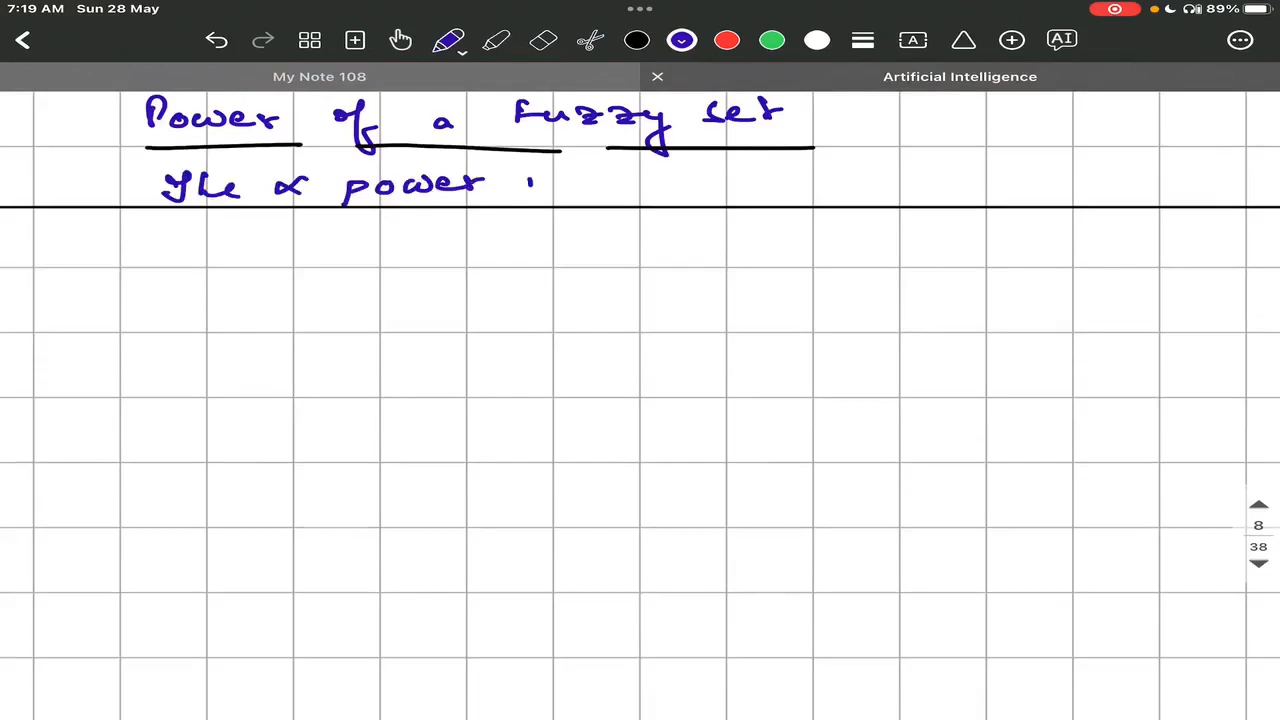 7:19 AM Sun 28 May 89%
A AI
My Note 108 Artificial Intelligence
Power of a Fuzzy set
The ∝ power
8
38